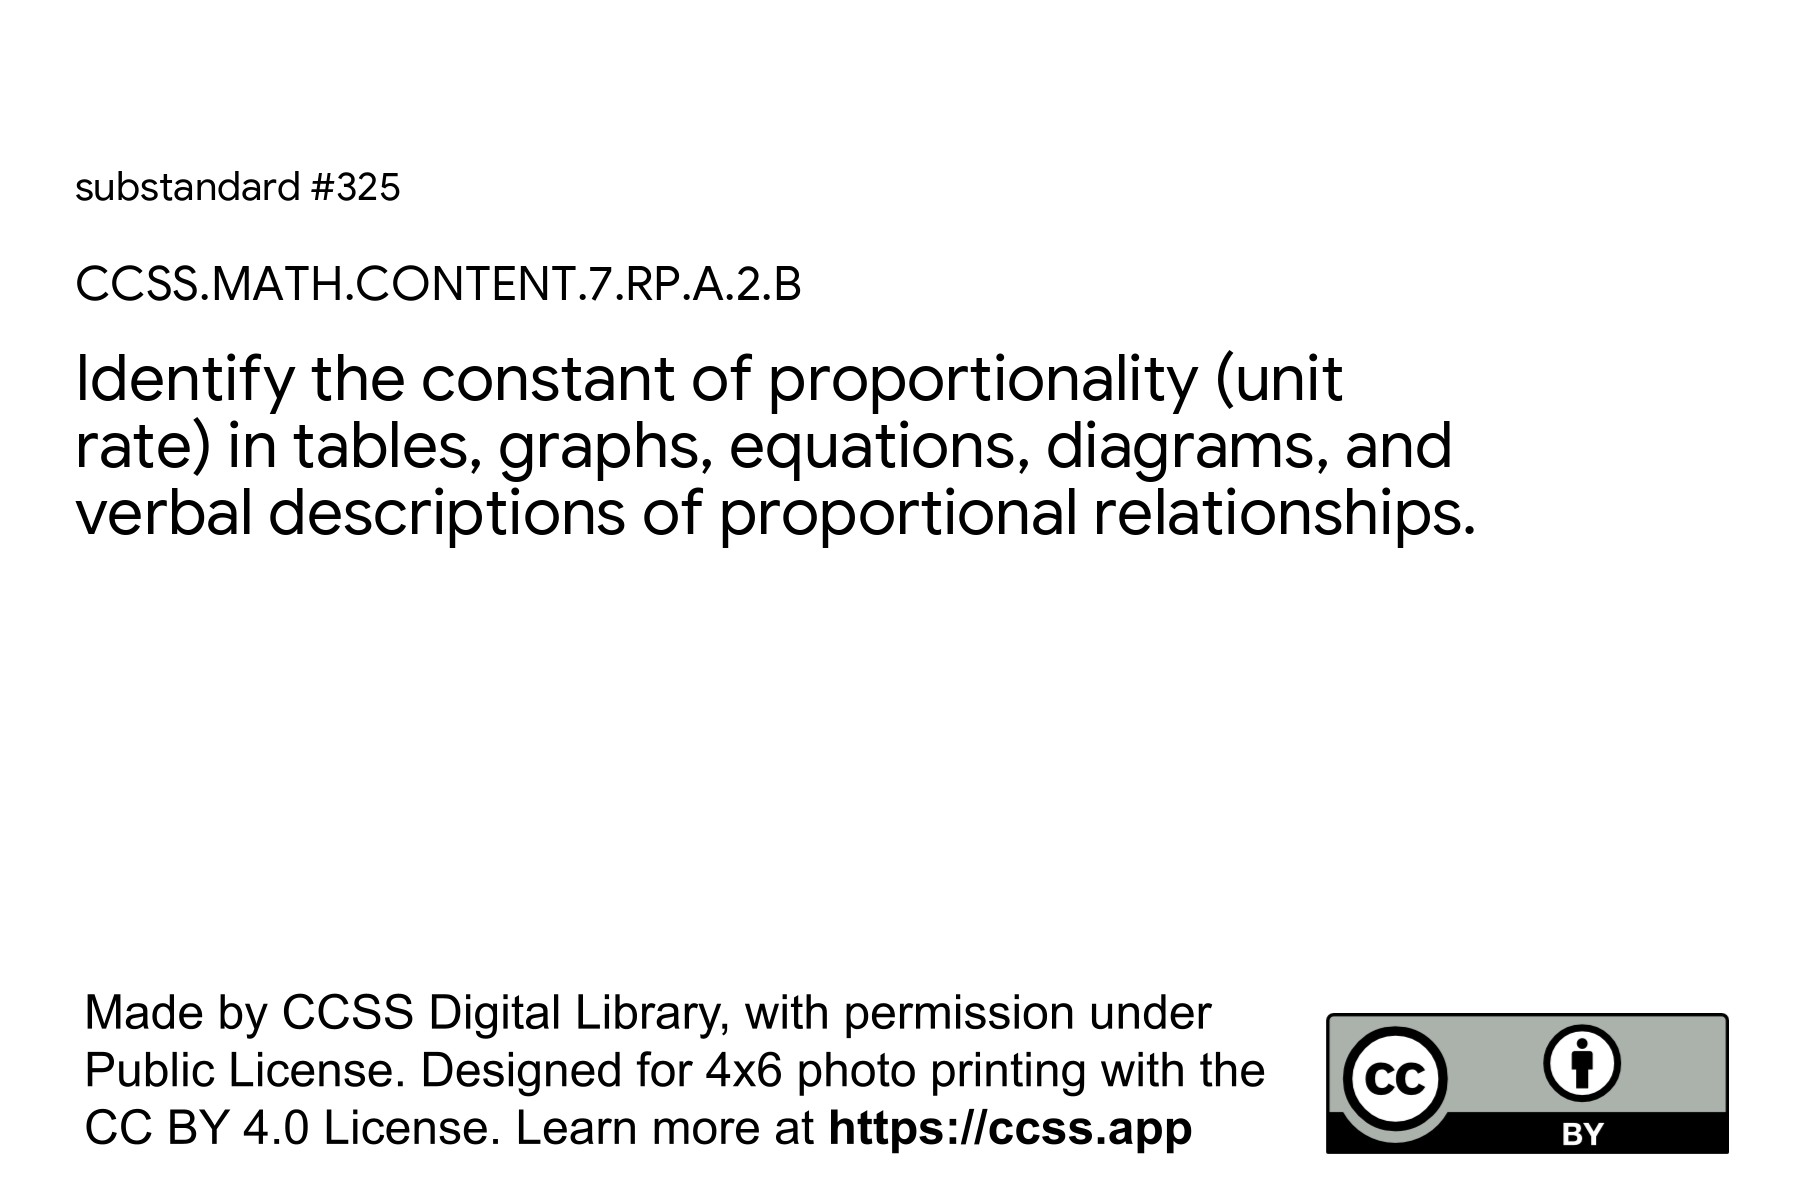 substandard #325
CCSS.MATH.CONTENT.7.RP.A.2.B
Identify the constant of proportionality (unit
rate) in tables, graphs, equations, diagrams, and
verbal descriptions of proportional relationships.
Made by CCSS Digital Library, with permission under
Public License. Designed for 4x6 photo printing with the
CC BY 4.0 License. Learn more at https://ccss.app
CC
BY